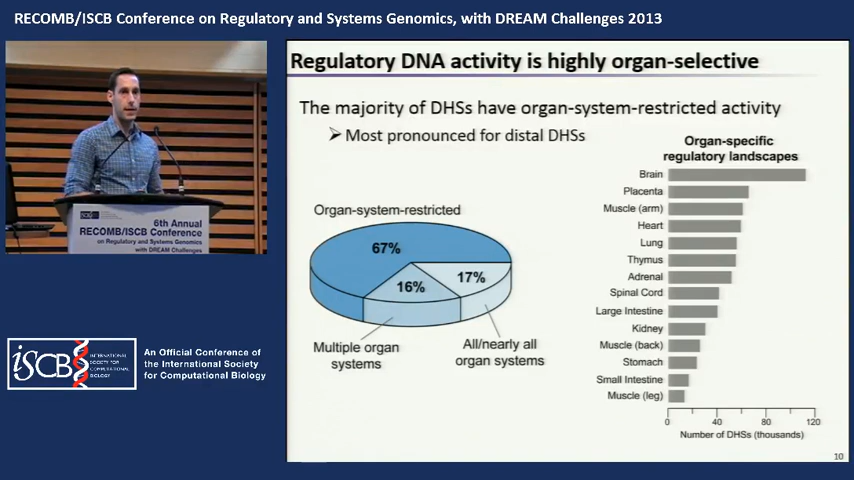 RECOMB/ISCB Conference on Regulatory and Systems Genomics, with DREAM Challenges 2013
6th Annual
RECOMB/ISCB Conference
on Regulatory and Systems Genomics
with DREAM Challenges
iSCB
INTERNATIONAL
SOCIETY FOR
COMPUTATIONAL
BIOLOGY
An Official Conference of
the International Society
for Computational Biology
Regulatory DNA activity is highly organ-selective
The majority of DHSs have organ-system-restricted activity
➢ Most pronounced for distal DHSs
Organ-system-restricted
67%
16%
17%
Multiple organ
systems
All/nearly all
organ systems
Organ-specific
regulatory landscapes
Brain
Placenta
Muscle (arm)
Heart
Lung
Thymus
Adrenal
Spinal Cord
Large Intestine
Kidney
Muscle (back)
Stomach
Small Intestine
Muscle (leg)
0 40 80 120
Number of DHSs (thousands)
10